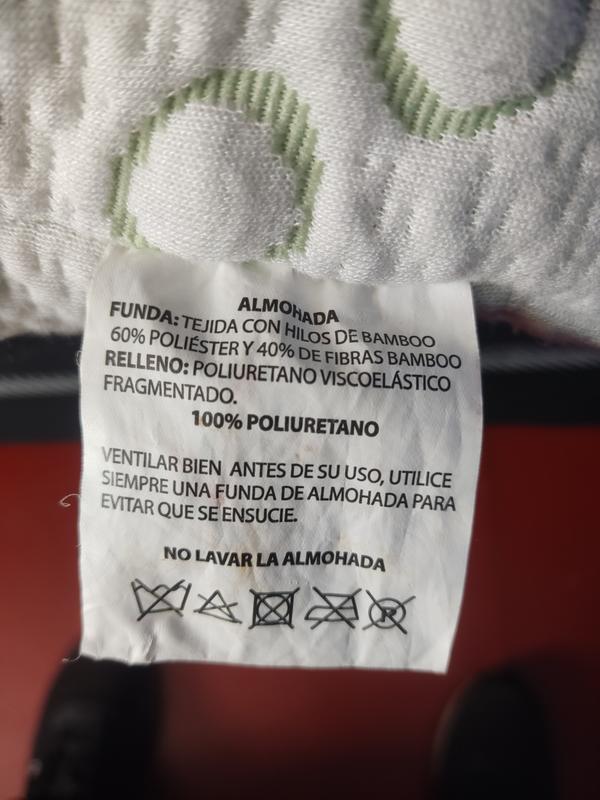 ALMOHADA
FUNDA: TEJIDA CON HILOS DE BAMBOO
60% POLIÉSTER Y 40% DE FIBRAS BAMBOO
RELLENO: POLIURETANO VISCOELÁSTICO
FRAGMENTADO.
100% POLIURETANO
VENTILAR BIEN ANTES DE SU USO, UTILICE
SIEMPRE UNA FUNDA DE ALMOHADA PARA
EVITAR QUE SE ENSUCIE.
NO LAVAR LA ALMOHADA
P